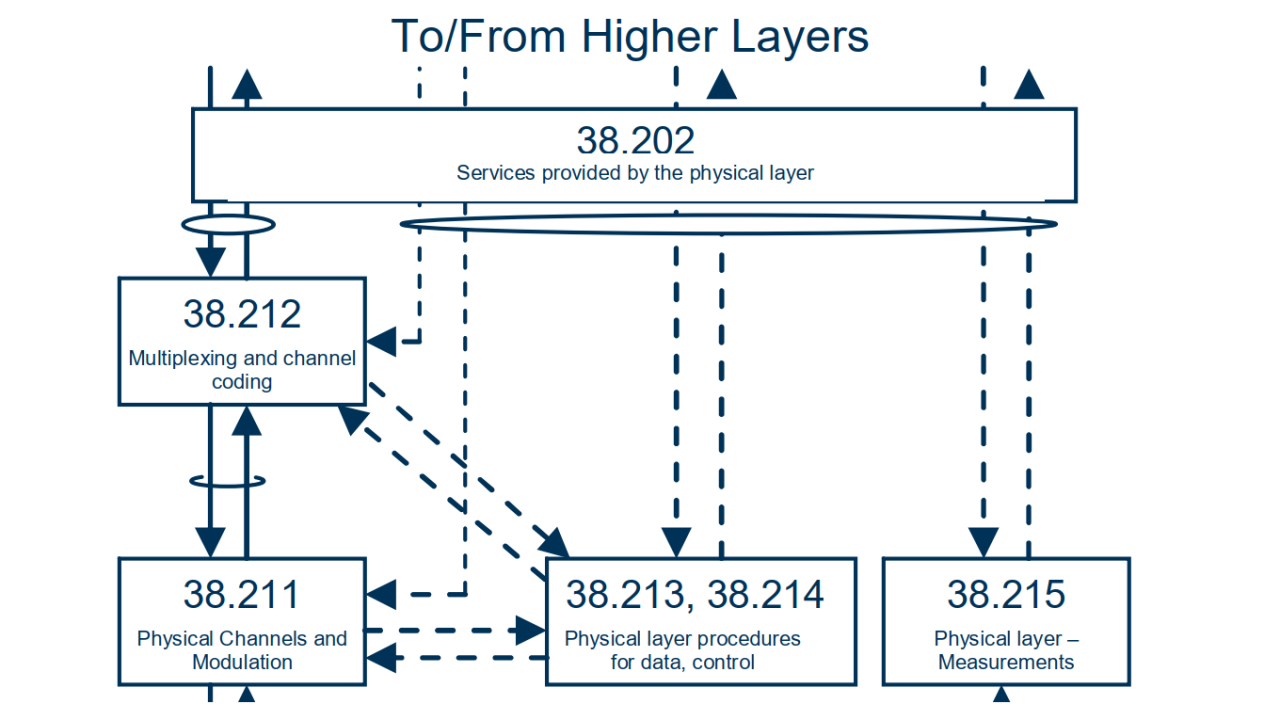 To/From Higher Layers
38.202
Services provided by the physical layer
38.212
Multiplexing and channel
coding
38.211
Physical Channels and
Modulation
38.213, 38.214
Physical layer procedures
for data, control
38.215
Physical layer –
Measurements